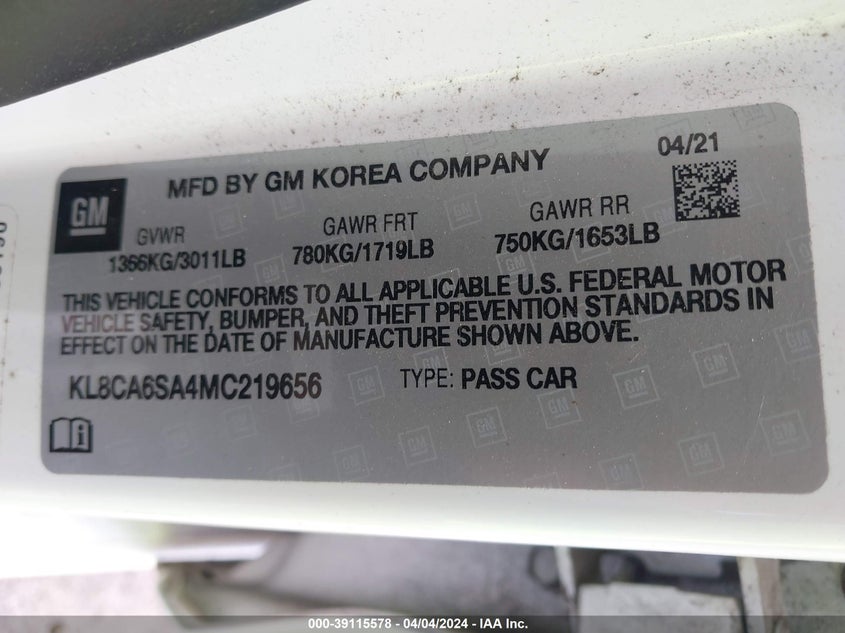 04/21
MFD BY GM KOREA COMPANY
GM
GVWR GAWR FRT GAWR RR
1366KG/3011LB 780KG/1719LB 750KG/1653LB
THIS VEHICLE CONFORMS TO ALL APPLICABLE U.S. FEDERAL MOTOR
VEHICLE SAFETY, BUMPER, AND THEFT PREVENTION STANDARDS IN
EFFECT ON THE DATE OF MANUFACTURE SHOWN ABOVE.
KL8CA6SA4MC219656 TYPE: PASS CAR
000-39115578 - 04/04/2024 - IAA Inc.